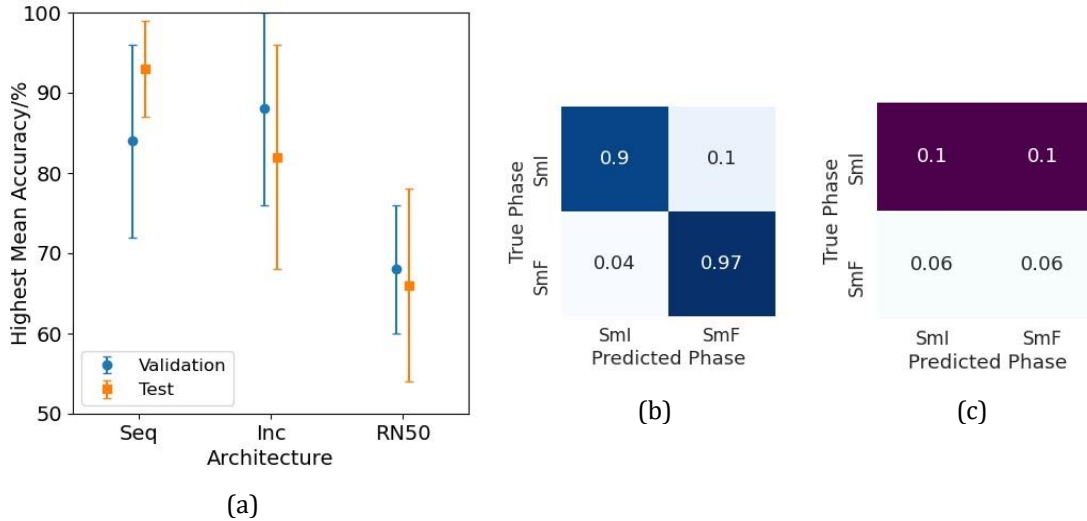 100
90
80
70
60
50
Highest Mean Accuracy/%
Validation
Test
Seq Inc RN50
Architecture
(a)
True Phase
SmI
SmF
0.9 0.1
0.04 0.97
SmI SmF
Predicted Phase
(b)
True Phase
SmI
SmF
0.1 0.1
0.06 0.06
SmI SmF
Predicted Phase
(c)